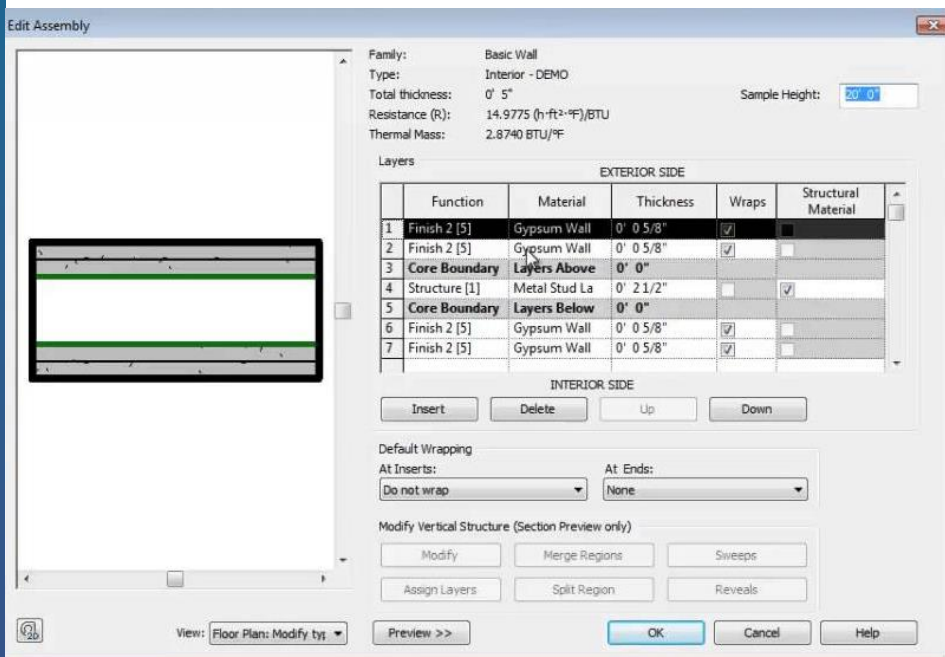 Edit Assembly
Family: Basic Wall
Type: Interior - DEMO
Total thickness: 0' 5"
Sample Height: 20' 0"
Resistance (R): 14.9775 (h·ft²·ºF)/BTU
Thermal Mass: 2.8740 BTU/ºF
Layers
EXTERIOR SIDE
Function Material Thickness Wraps Structural Material
1 Finish 2 [5] Gypsum Wall 0' 0 5/8"
2 Finish 2 [5] Gypsum Wall 0' 0 5/8"
3 Core Boundary Layers Above 0' 0"
4 Structure [1] Metal Stud La 0' 2 1/2"
5 Core Boundary Layers Below 0' 0"
6 Finish 2 [5] Gypsum Wall 0' 0 5/8"
7 Finish 2 [5] Gypsum Wall 0' 0 5/8"
INTERIOR SIDE
Insert Delete Up Down
Default Wrapping
At Inserts: At Ends:
Do not wrap None
Modify Vertical Structure (Section Preview only)
Modify Merge Regions Sweeps
Assign Layers Split Region Reveals
2D View: Floor Plan: Modify typ Preview >> OK Cancel Help